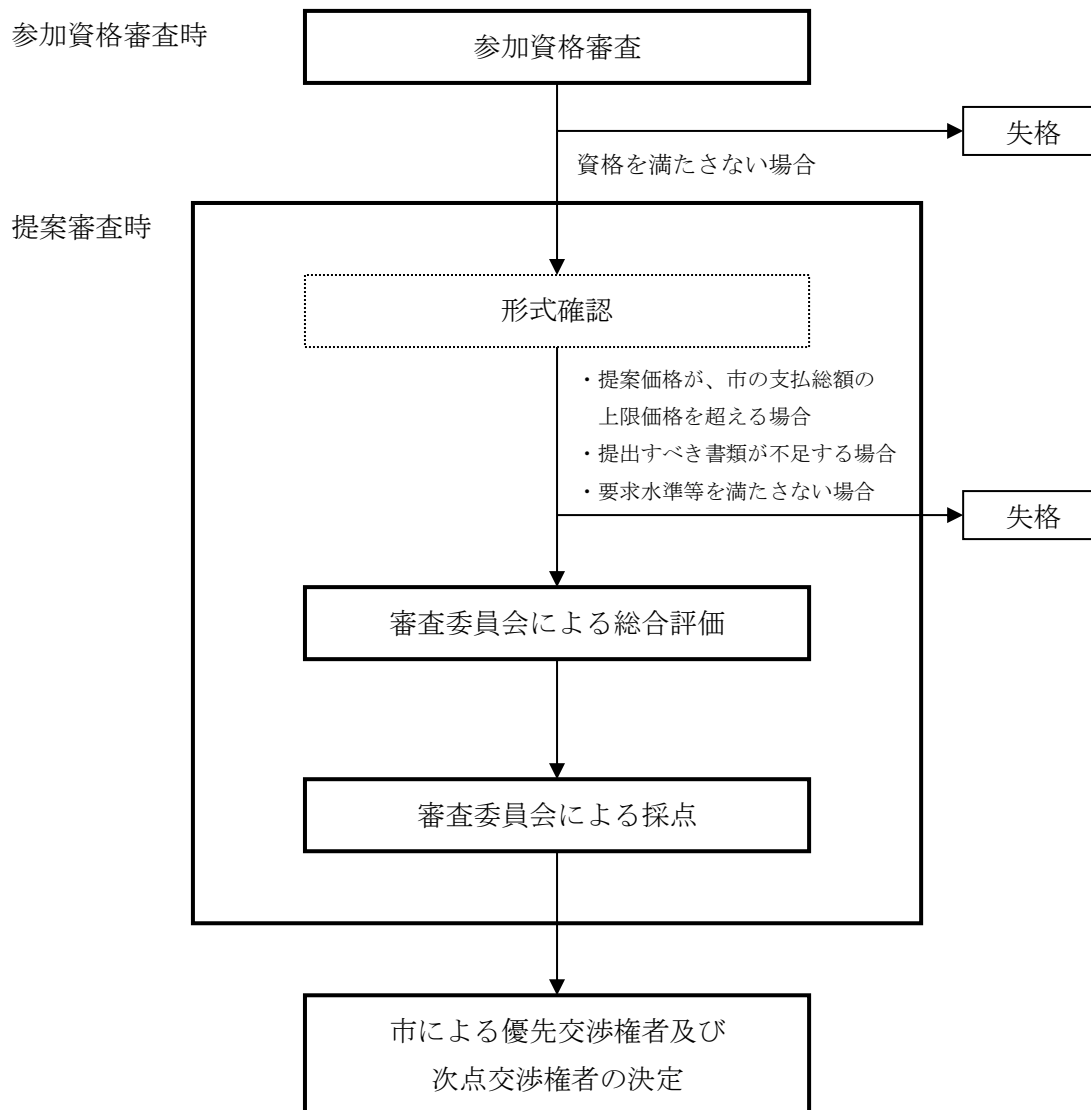 参加資格審査時
参加資格審査
失格
資格を満たさない場合
提案審査時
形式確認
・提案価格が、市の支払総額の
上限価格を超える場合
・提出すべき書類が不足する場合
・要求水準等を満たさない場合
失格
審査委員会による総合評価
審査委員会による採点
市による優先交渉権者及び
次点交渉権者の決定